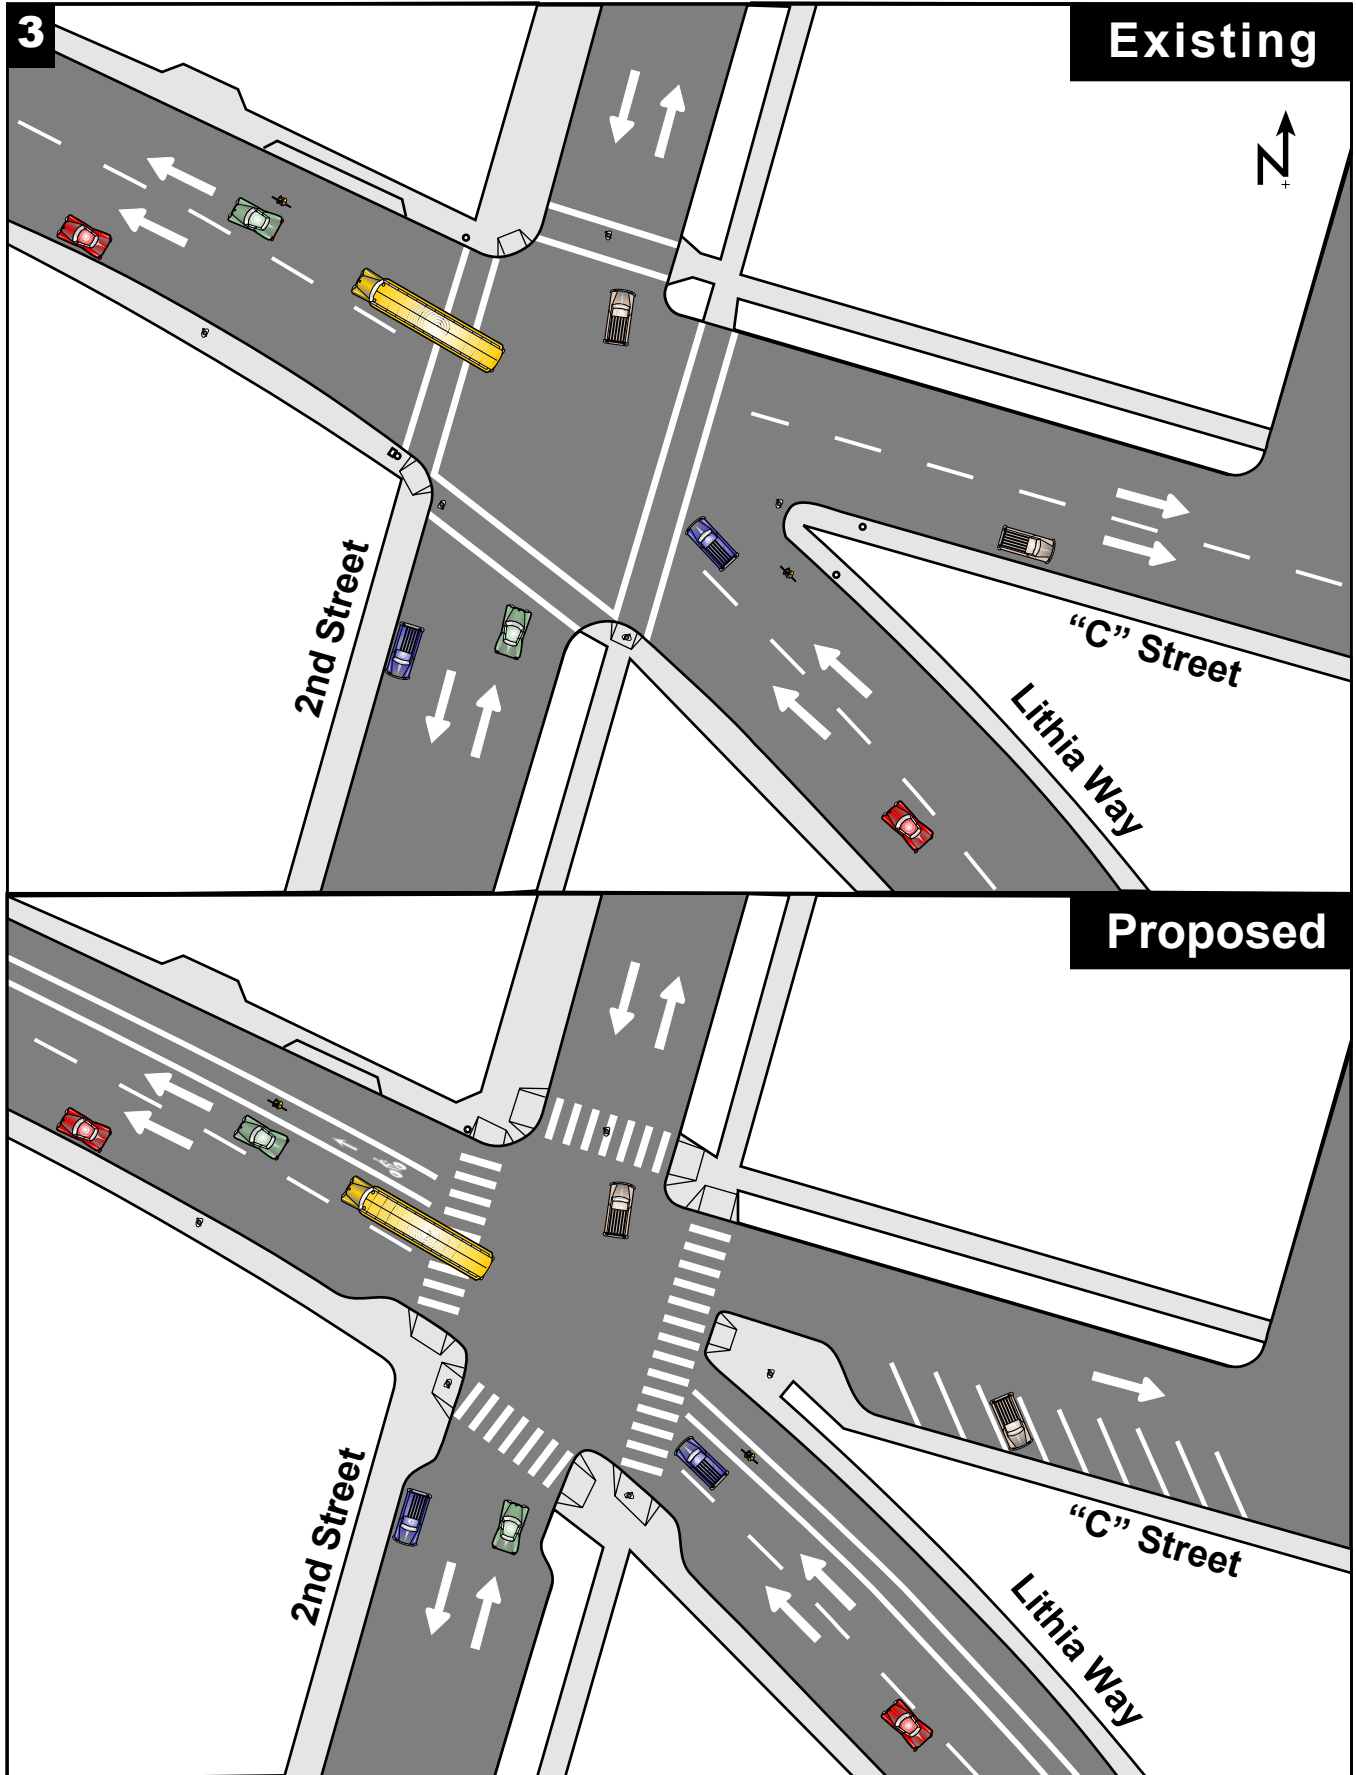 3
Existing
N
2nd Street
“C” Street
Lithia Way
Proposed
2nd Street
“C” Street
Lithia Way